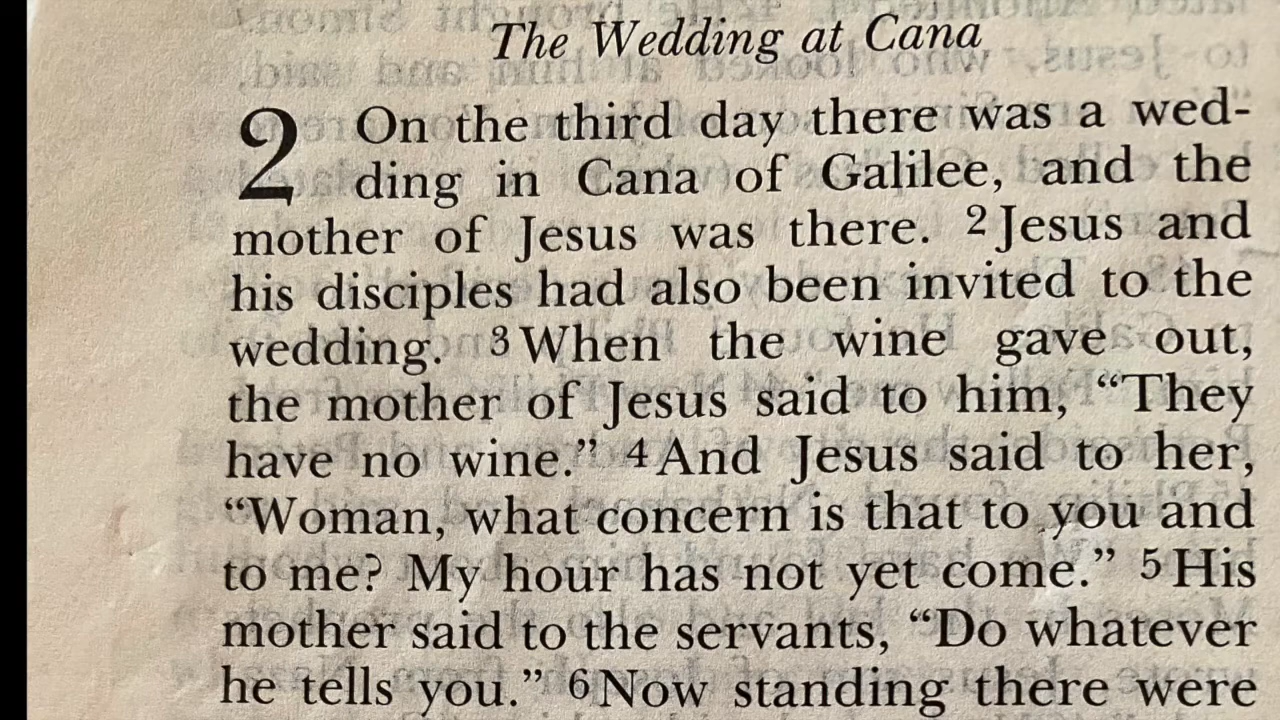 The Wedding at Cana
2 On the third day there was a wed-
ding in Cana of Galilee, and the
mother of Jesus was there. 2 Jesus and
his disciples had also been invited to the
wedding. 3 When the wine gave out,
the mother of Jesus said to him, “They
have no wine.” 4 And Jesus said to her,
“Woman, what concern is that to you and
to me? My hour has not yet come.” 5 His
mother said to the servants, “Do whatever
he tells you.” 6 Now standing there were